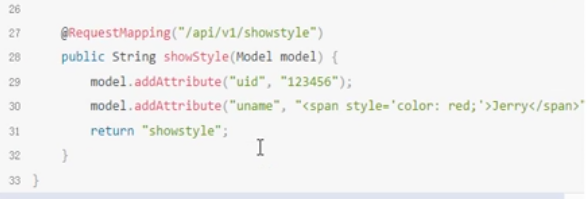 26
27 @RequestMapping("/api/v1/showstyle")
28 public String showStyle(Model model) {
29 model.addAttribute("uid", "123456");
30 model.addAttribute("uname", "<span style='color: red;'>Jerry</span>"
31 return "showstyle";
32 }
33 }